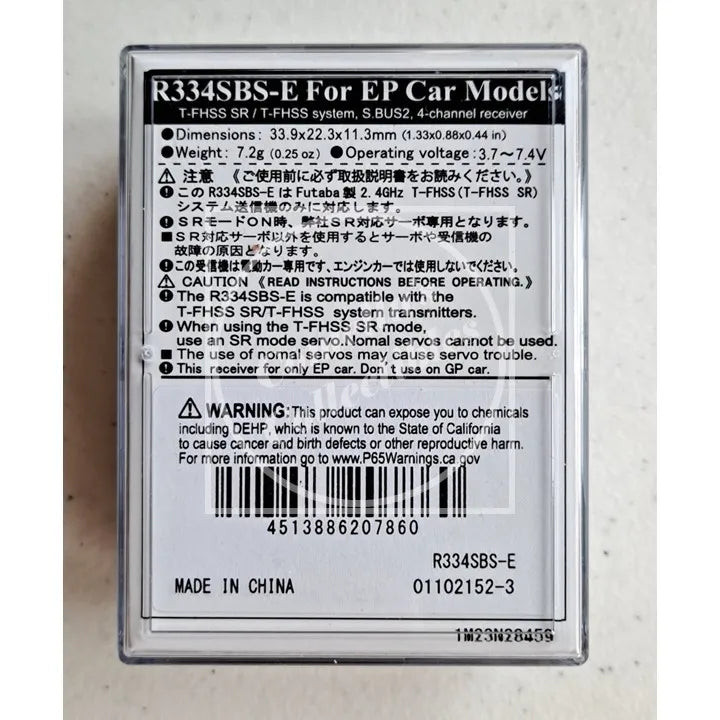 R334SBS-E For EP Car Models
T-FHSS SR / T-FHSS system, S.BUS2, 4-channel receiver
●Dimensions: 33.9x22.3x11.3mm (1.33x0.88x0.44 in)
●Weight: 7.2g (0.25 oz) ●Operating voltage: 3.7～7.4V
⚠ 注意 《ご使用前に必ず取扱説明書をお読みください。》
❶この R334SBS-E は Futaba 製 2.4GHz T-FHSS(T-FHSS SR)
システム送信機のみに対応します。
❶SRモードON時、弊社SR対応サーボ専用となります。
■SR対応サーボ以外を使用するとサーボや受信機の
故障の原因となります。
❶この受信機は電動カー専用です、エンジンカーでは使用しないでください。
⚠ CAUTION 《READ INSTRUCTIONS BEFORE OPERATING.》
❶The R334SBS-E is compatible with the
T-FHSS SR/T-FHSS system transmitters.
❶When using the T-FHSS SR mode,
use an SR mode servo.Nomal servos cannot be used.
■The use of nomal servos may cause servo trouble.
❶This receiver for only EP car. Don't use on GP car.
⚠ WARNING: This product can expose you to chemicals
including DEHP, which is known to the State of California
to cause cancer and birth defects or other reproductive harm.
For more information go to www.P65Warnings.ca.gov
4513886207860
R334SBS-E
MADE IN CHINA 01102152-3
1M23N28459